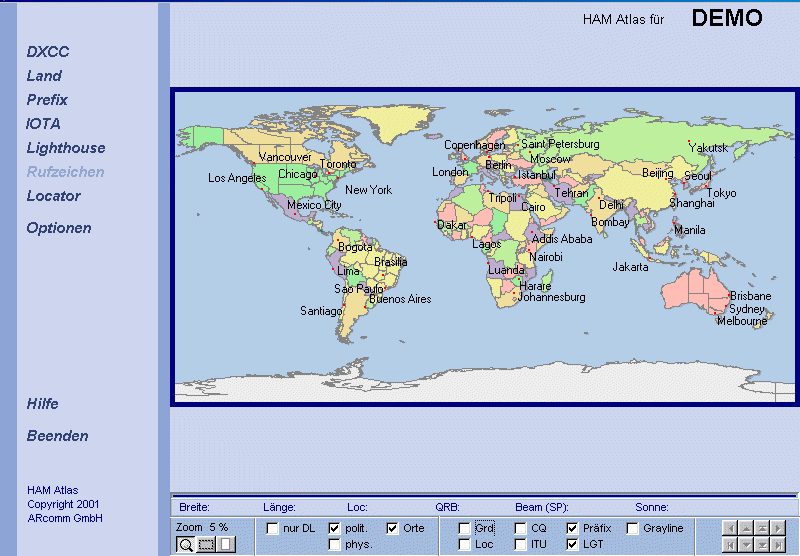 HAM Atlas für DEMO
DXCC
Land
Prefix
IOTA
Lighthouse
Rufzeichen
Locator
Optionen
Hilfe
Beenden
HAM Atlas
Copyright 2001
ARcomm GmbH
Copenhagen Saint Petersburg
Yakutsk
Vancouver Moscow
Toronto Berlin
London Istanbul Beijing Seoul
Los Angeles Chicago
New York Tripoli Tehran Tokyo
Mexico City Cairo Delhi Shanghai
Dakar Bombay
Manila
Bogota Lagos Addis Ababa
Brasilia Nairobi
Lima Luanda Jakarta
Sao Paulo Harare
Buenos Aires Johannesburg Brisbane
Santiago Sydney
Melbourne
Breite: Länge: Loc: QRB: Beam (SP): Sonne:
Zoom 5 % nur DL polit. Orte Grd CQ Präfix Grayline
phys. Loc ITU LGT